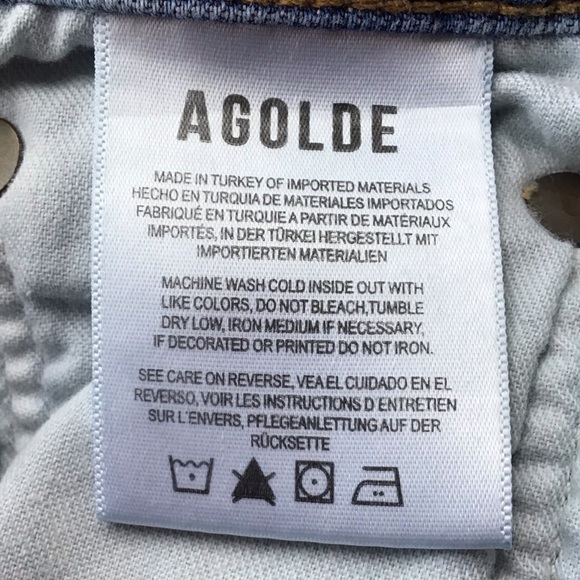 AGOLDE
MADE IN TURKEY OF IMPORTED MATERIALS
HECHO EN TURQUIA DE MATERIALES IMPORTADOS
FABRIQUÉ EN TURQUIE A PARTIR DE MATÉRIAUX
IMPORTÉS, IN DER TÜRKEI HERGESTELLT MIT
IMPORTIERTEN MATERIALIEN
MACHINE WASH COLD INSIDE OUT WITH
LIKE COLORS, DO NOT BLEACH,TUMBLE
DRY LOW, IRON MEDIUM IF NECESSARY,
IF DECORATED OR PRINTED DO NOT IRON.
SEE CARE ON REVERSE, VEA EL CUIDADO EN EL
REVERSO, VOIR LES INSTRUCTIONS D´ENTRETIEN
SUR L´ENVERS, PFLEGEANLETTUNG AUF DER
RÜCKSETTE